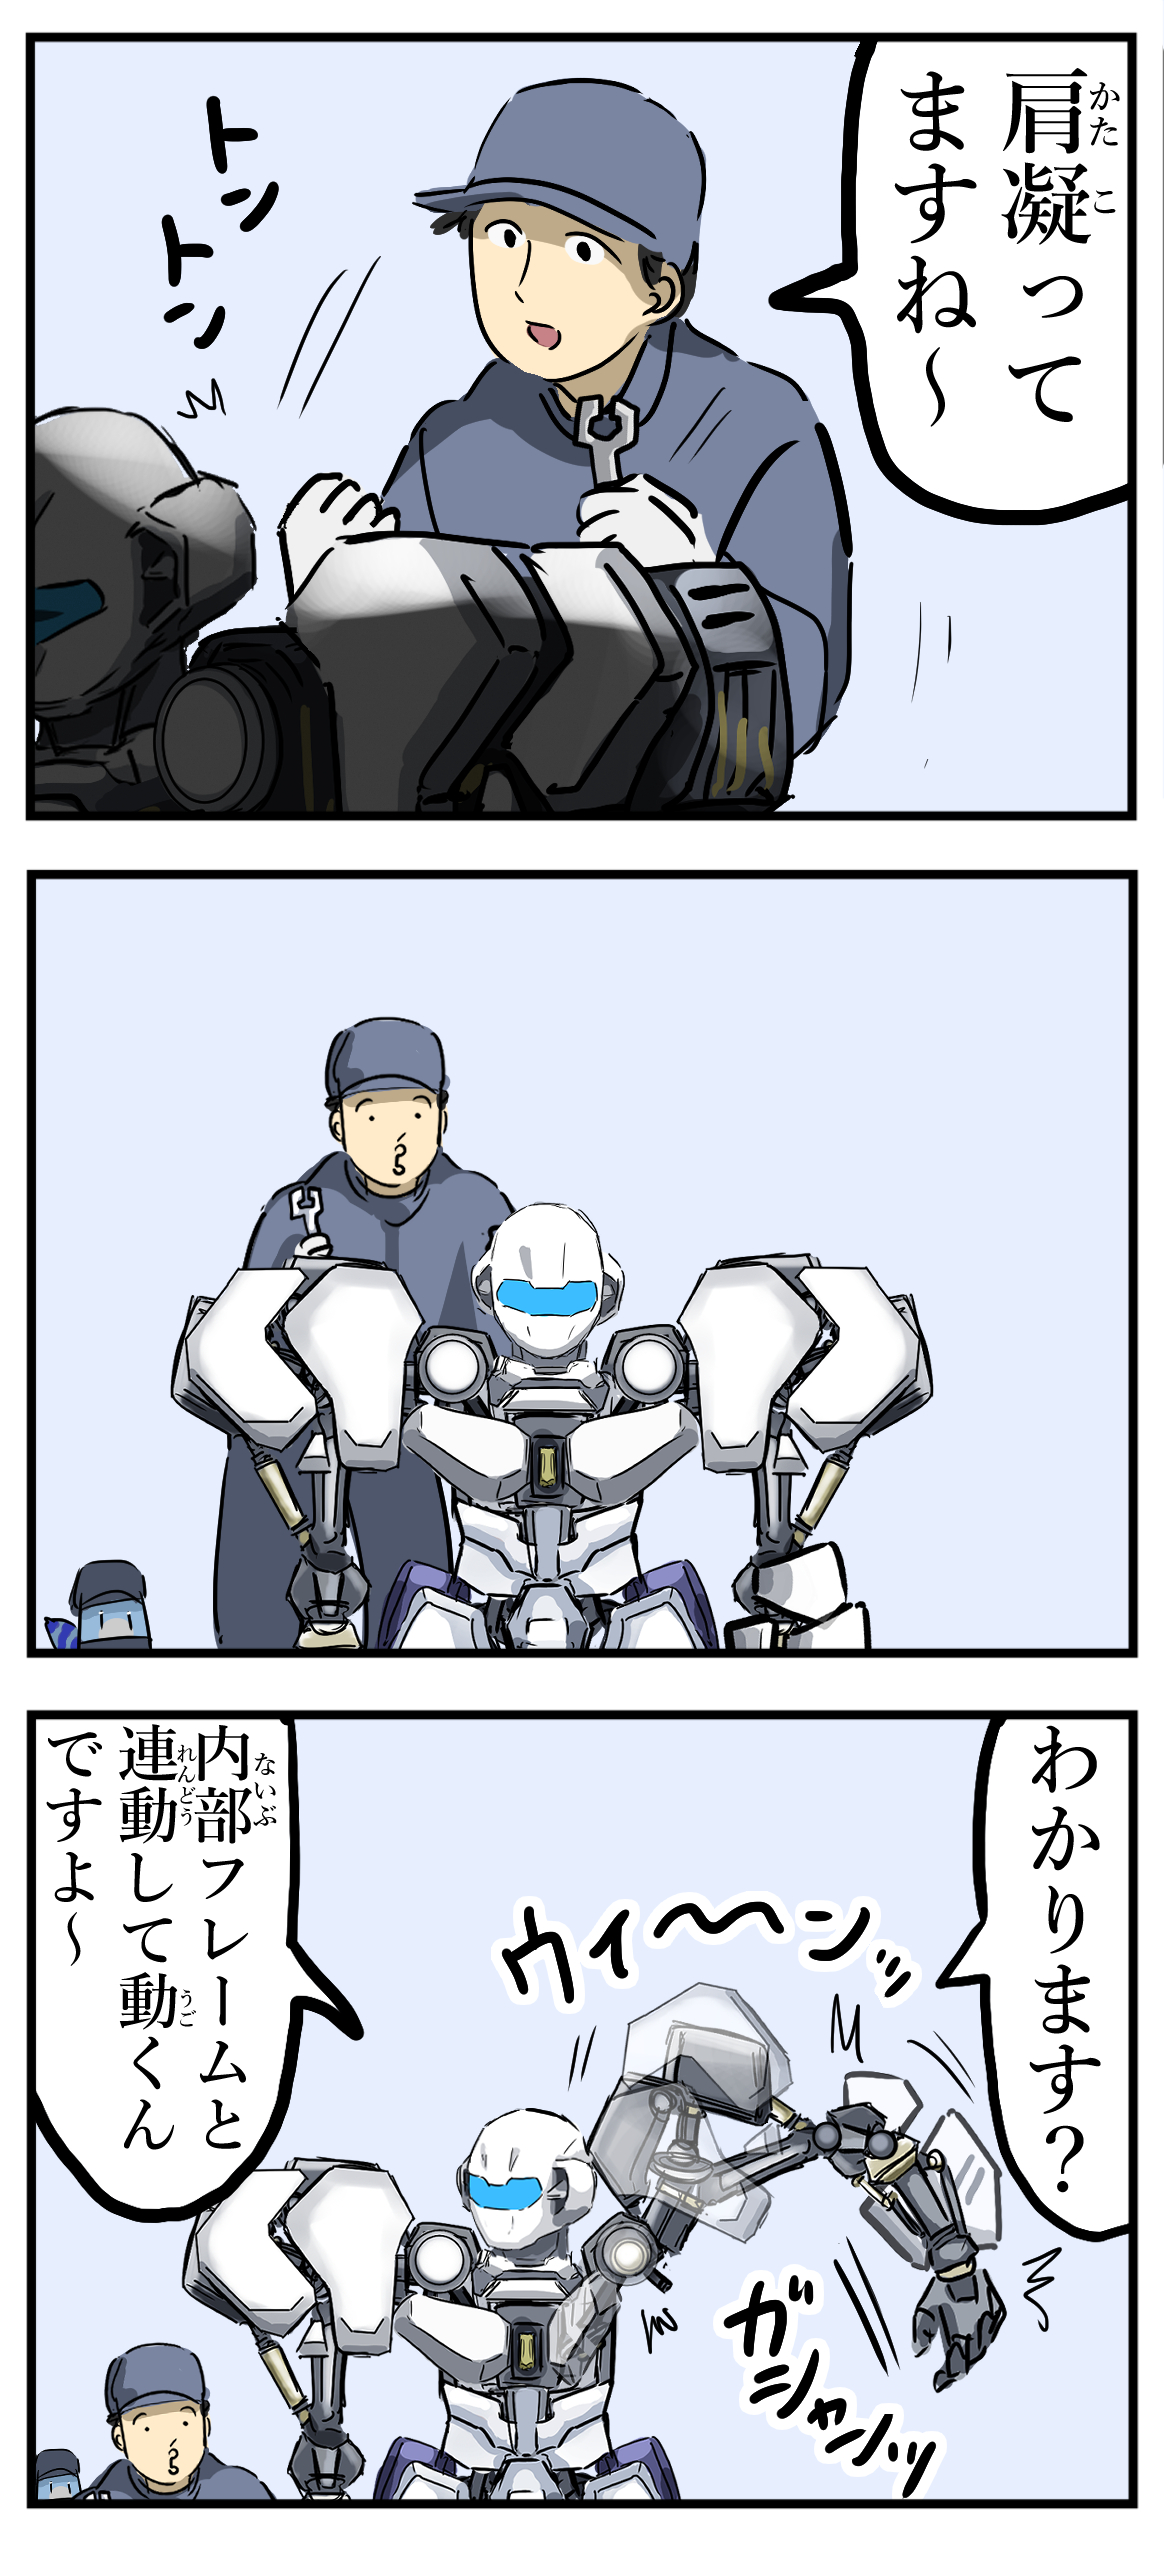 肩凝って
ますね〜
トントン
わかります?
ウィ〜ンッ
ガシャンッ
内部フレームと
連動して動くん
ですよ〜